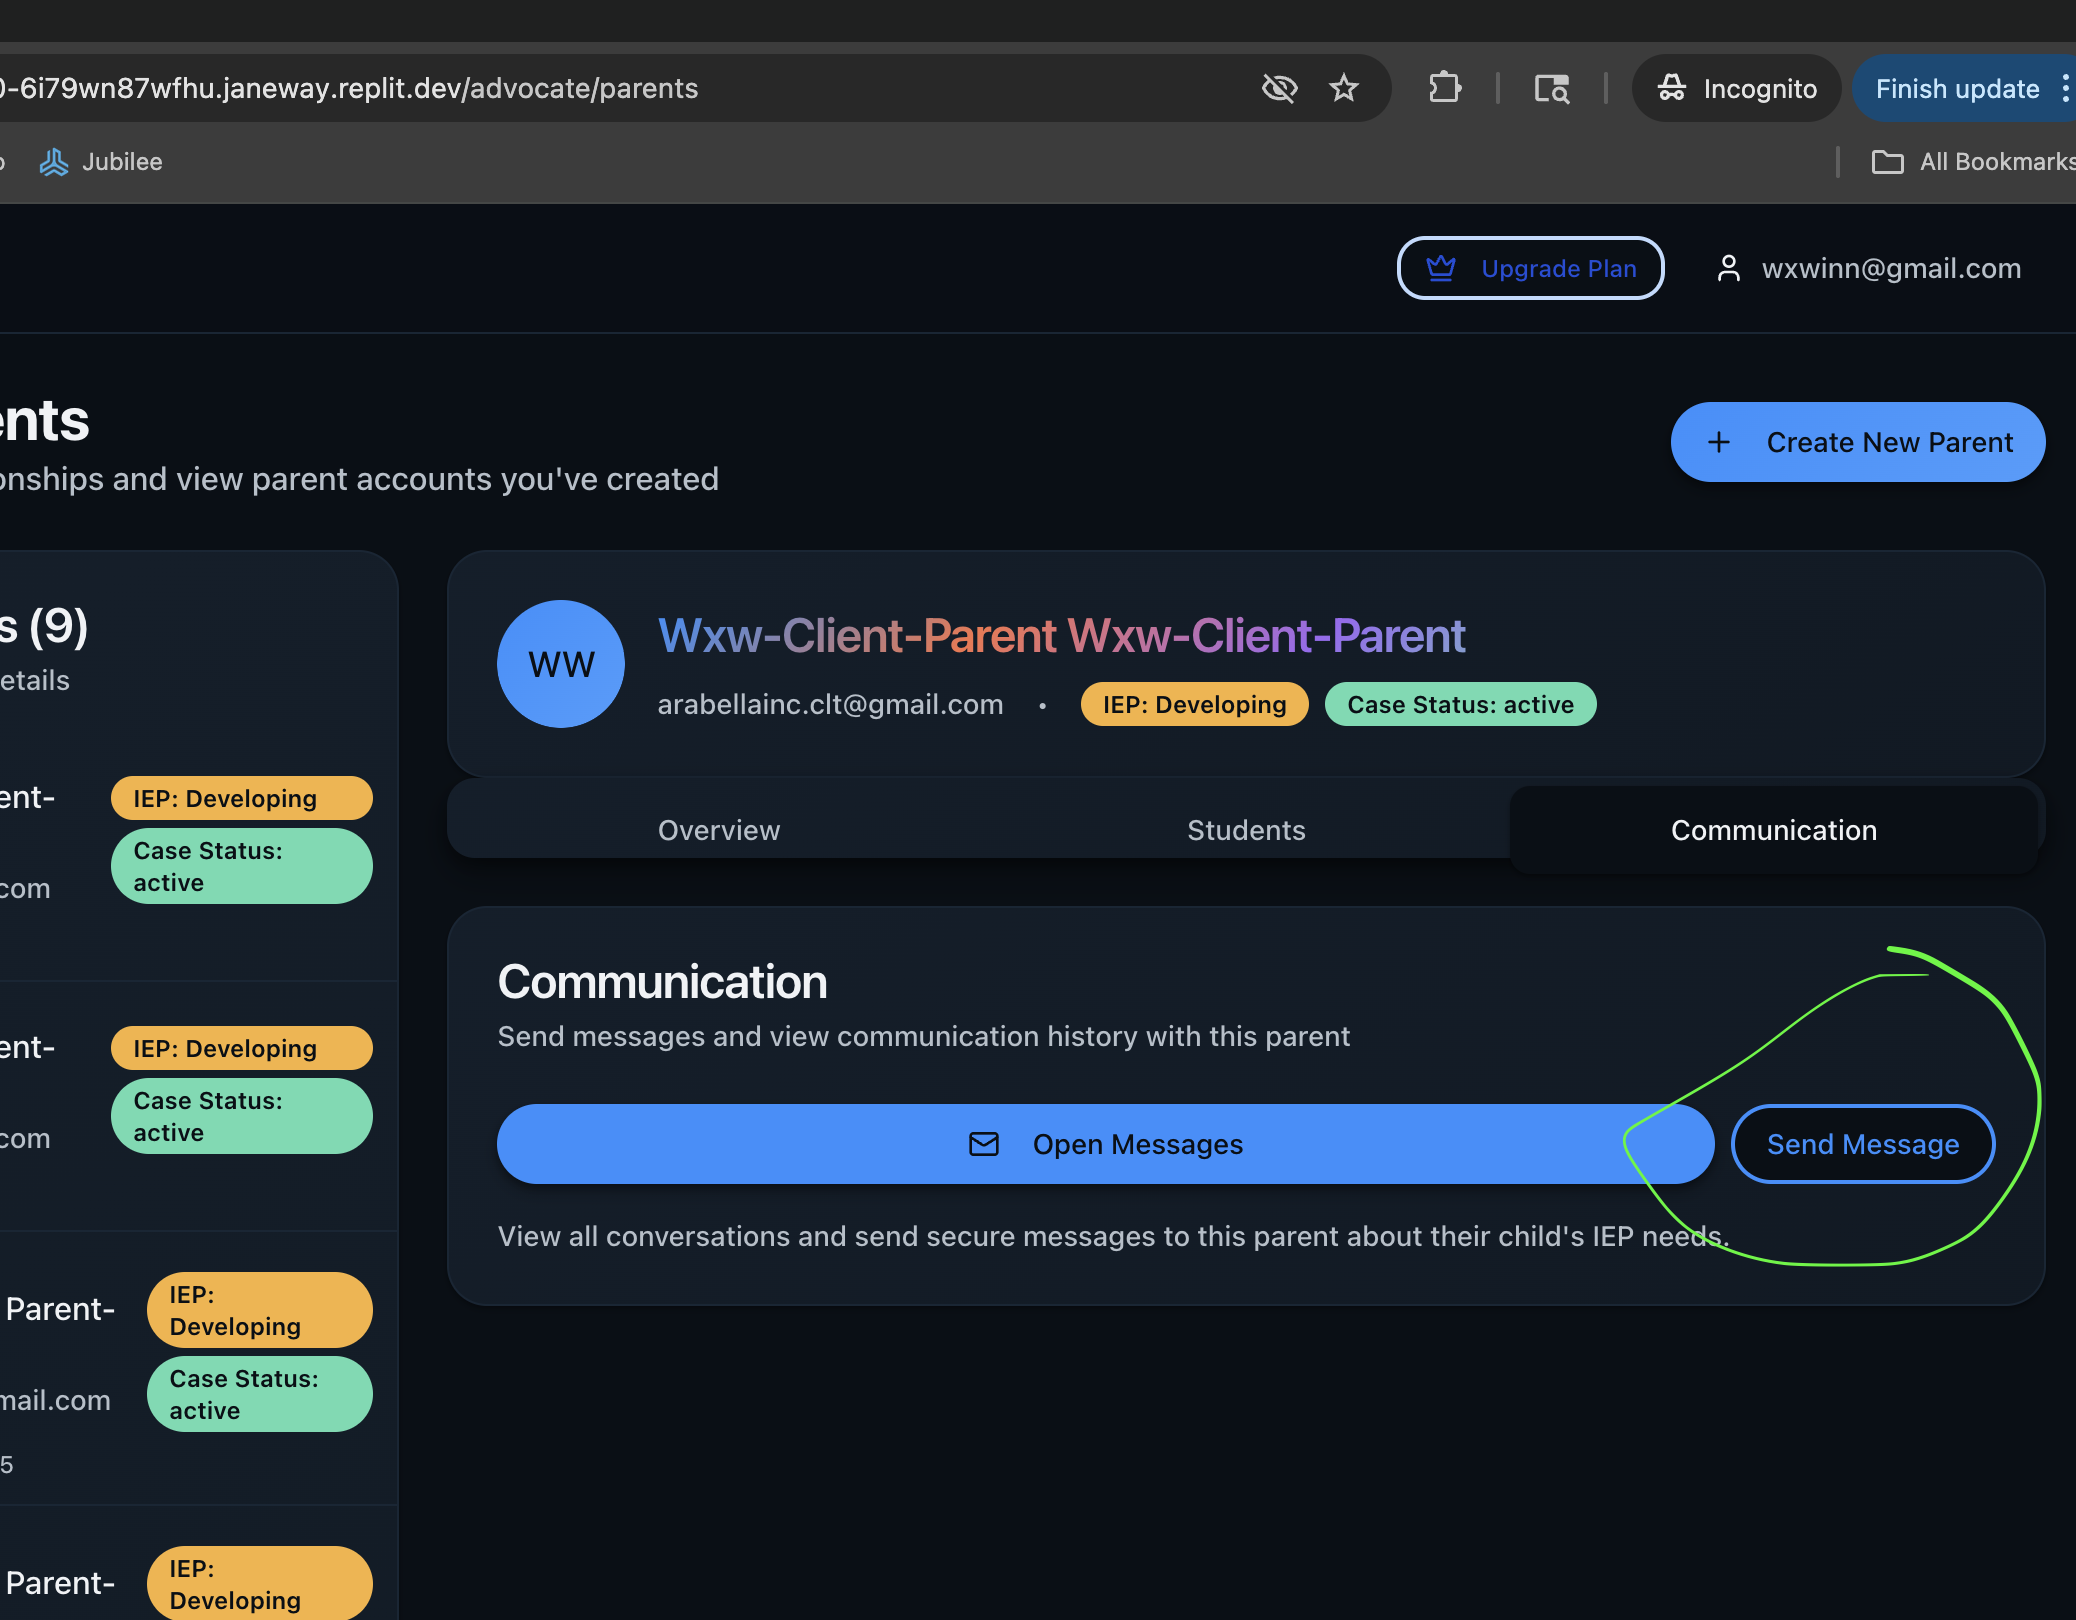 0-6i79wn87wfhu.janeway.replit.dev/advocate/parents
Incognito
Finish update
Jubilee
All Bookmarks
Upgrade Plan
wxwinn@gmail.com
ents
onships and view parent accounts you've created
+ Create New Parent
s (9)
etails
ent-
com
IEP: Developing
Case Status:
active
ent-
com
IEP: Developing
Case Status:
active
Parent-
mail.com
5
IEP:
Developing
Case Status:
active
Parent-
IEP:
Developing
WW
Wxw-Client-Parent Wxw-Client-Parent
arabellainc.clt@gmail.com • IEP: Developing Case Status: active
Overview
Students
Communication
Communication
Send messages and view communication history with this parent
Open Messages
Send Message
View all conversations and send secure messages to this parent about their child's IEP needs.